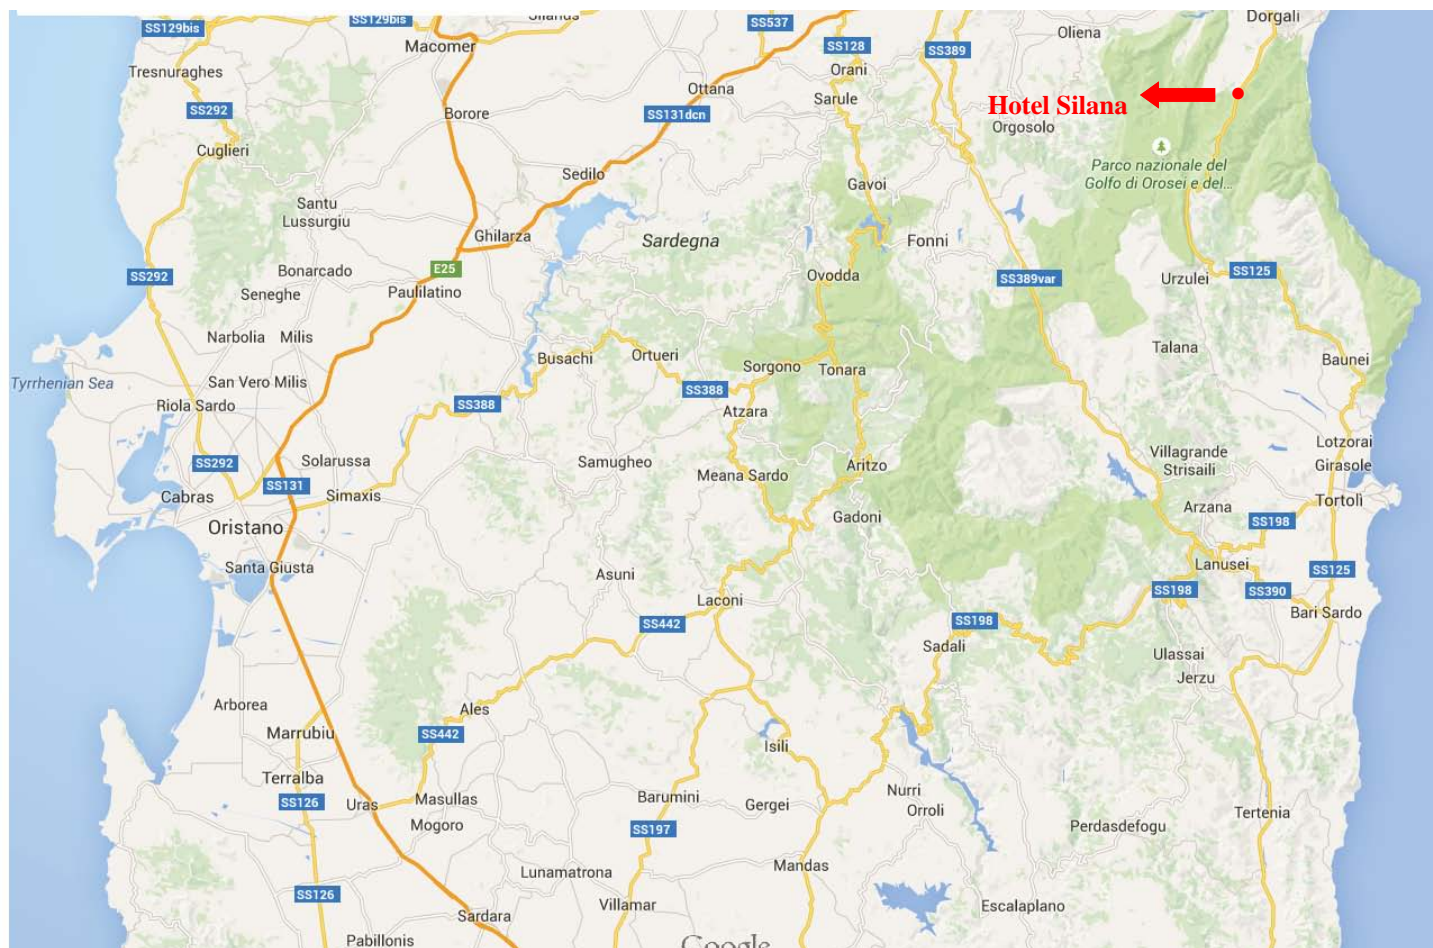 SS129bis
SS129bis
Silanus
SS537
Dorgali
Macomer
SS128
SS389
Oliena
Tresnuraghes
Orani
Ottana
Sarule
Hotel Silana
SS292
Borore
SS131dcn
Orgosolo
Cuglieri
Parco nazionale del
Golfo di Orosei e del...
Sedilo
Gavoi
Santu
Lussurgiu
Ghilarza
Sardegna
Fonni
SS292
Bonarcado
E25
Ovodda
SS389var
Urzulei
SS125
Seneghe
Paulilatino
Narbolia
Milis
Busachi
Ortueri
Talana
Baunei
Tyrrhenian Sea
San Vero Milis
Sorgono
Tonara
Riola Sardo
SS388
SS388
Atzara
Lotzorai
SS292
Solarussa
Samugheo
Meana Sardo
Aritzo
Villagrande
Strisaili
Girasole
SS131
Cabras
Simaxis
Arzana
Tortolì
Oristano
Gadoni
SS198
Santa Giusta
Asuni
Lanusei
SS125
Laconi
SS198
SS390
SS442
SS198
Bari Sardo
Sadali
Ulassai
Jerzu
Arborea
Ales
Marrubiu
SS442
Isili
Terralba
SS126
Uras
Masullas
Barumini
Gergei
Nurri
Orroli
Tertenia
Mogoro
SS197
Perdasdefogu
Mandas
Lunamatrona
SS126
Villamar
Escalaplano
Sardara
Pabillonis
Google